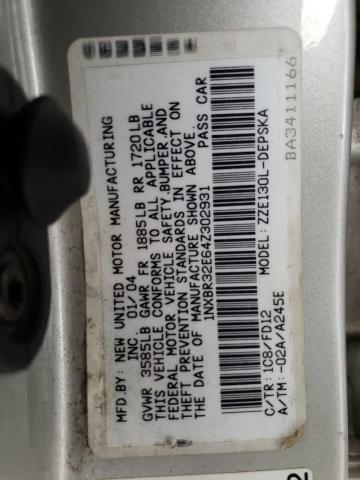 MFD.BY: NEW UNITED MOTOR MANUFACTURING
INC. 01/04
GVWR 3585LB GAWR FR 1885LB RR 1720LB
THIS VEHICLE CONFORMS TO ALL APPLICABLE
FEDERAL MOTOR VEHICLE SAFETY,BUMPER,AND
THEFT PREVENTION STANDARDS IN EFFECT ON
THE DATE OF MANUFACTURE SHOWN ABOVE.
1NXBR32E64Z302931 PASS CAR
C/TR:1C8/FD12 MODEL:ZZE130L-DEPSKA
A/TM:-02A/A245E
BA3411166